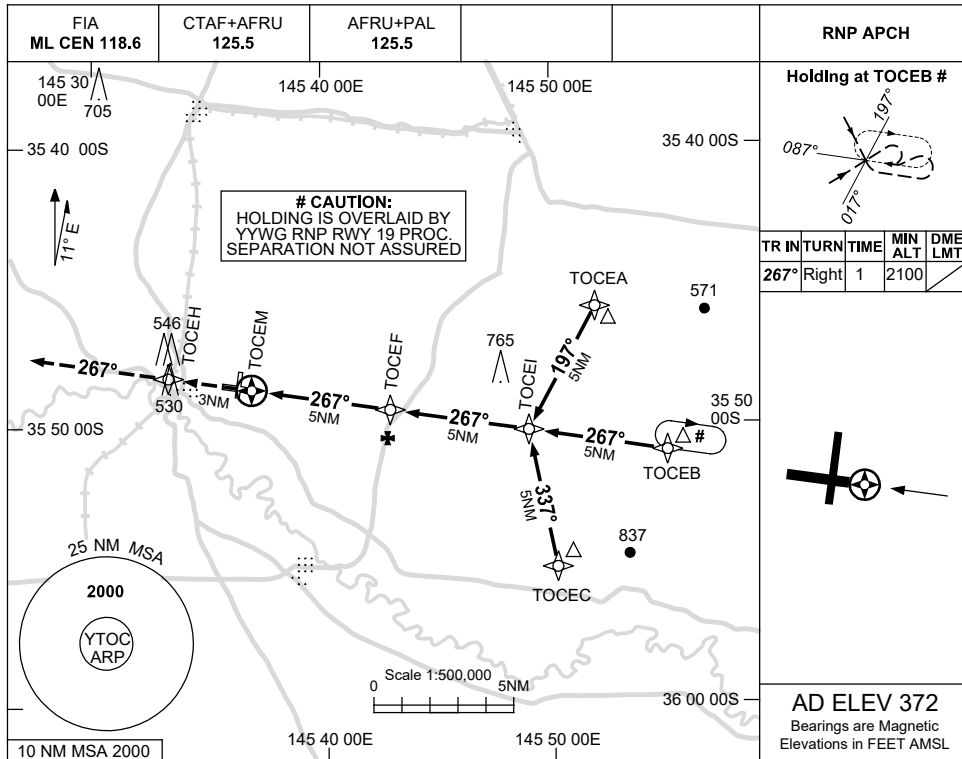 FIA
ML CEN 118.6
CTAF+AFRU
125.5
AFRU+PAL
125.5
RNP APCH
145 30
00E
705
145 40 00E
145 50 00E
35 40 00S
35 40 00S
11° E
# CAUTION:
HOLDING IS OVERLAID BY
YYWG RNP RWY 19 PROC.
SEPARATION NOT ASSURED
Holding at TOCEB #
197°
087°
017°
TR IN TURN TIME MIN ALT DME LMT
267° Right 1 2100
TOCEA
571
197°
5NM
546
TOCEH
TOCEM
TOCEF
765
TOCEI
267°
530
3NM
267°
5NM
267°
5NM
267°
5NM
#
TOCEB
35 50
00S
35 50 00S
337°
5NM
837
TOCEC
25 NM MSA
2000
YTOC
ARP
Scale 1:500,000
0 5NM
36 00 00S
10 NM MSA 2000
145 40 00E
145 50 00E
AD ELEV 372
Bearings are Magnetic
Elevations in FEET AMSL